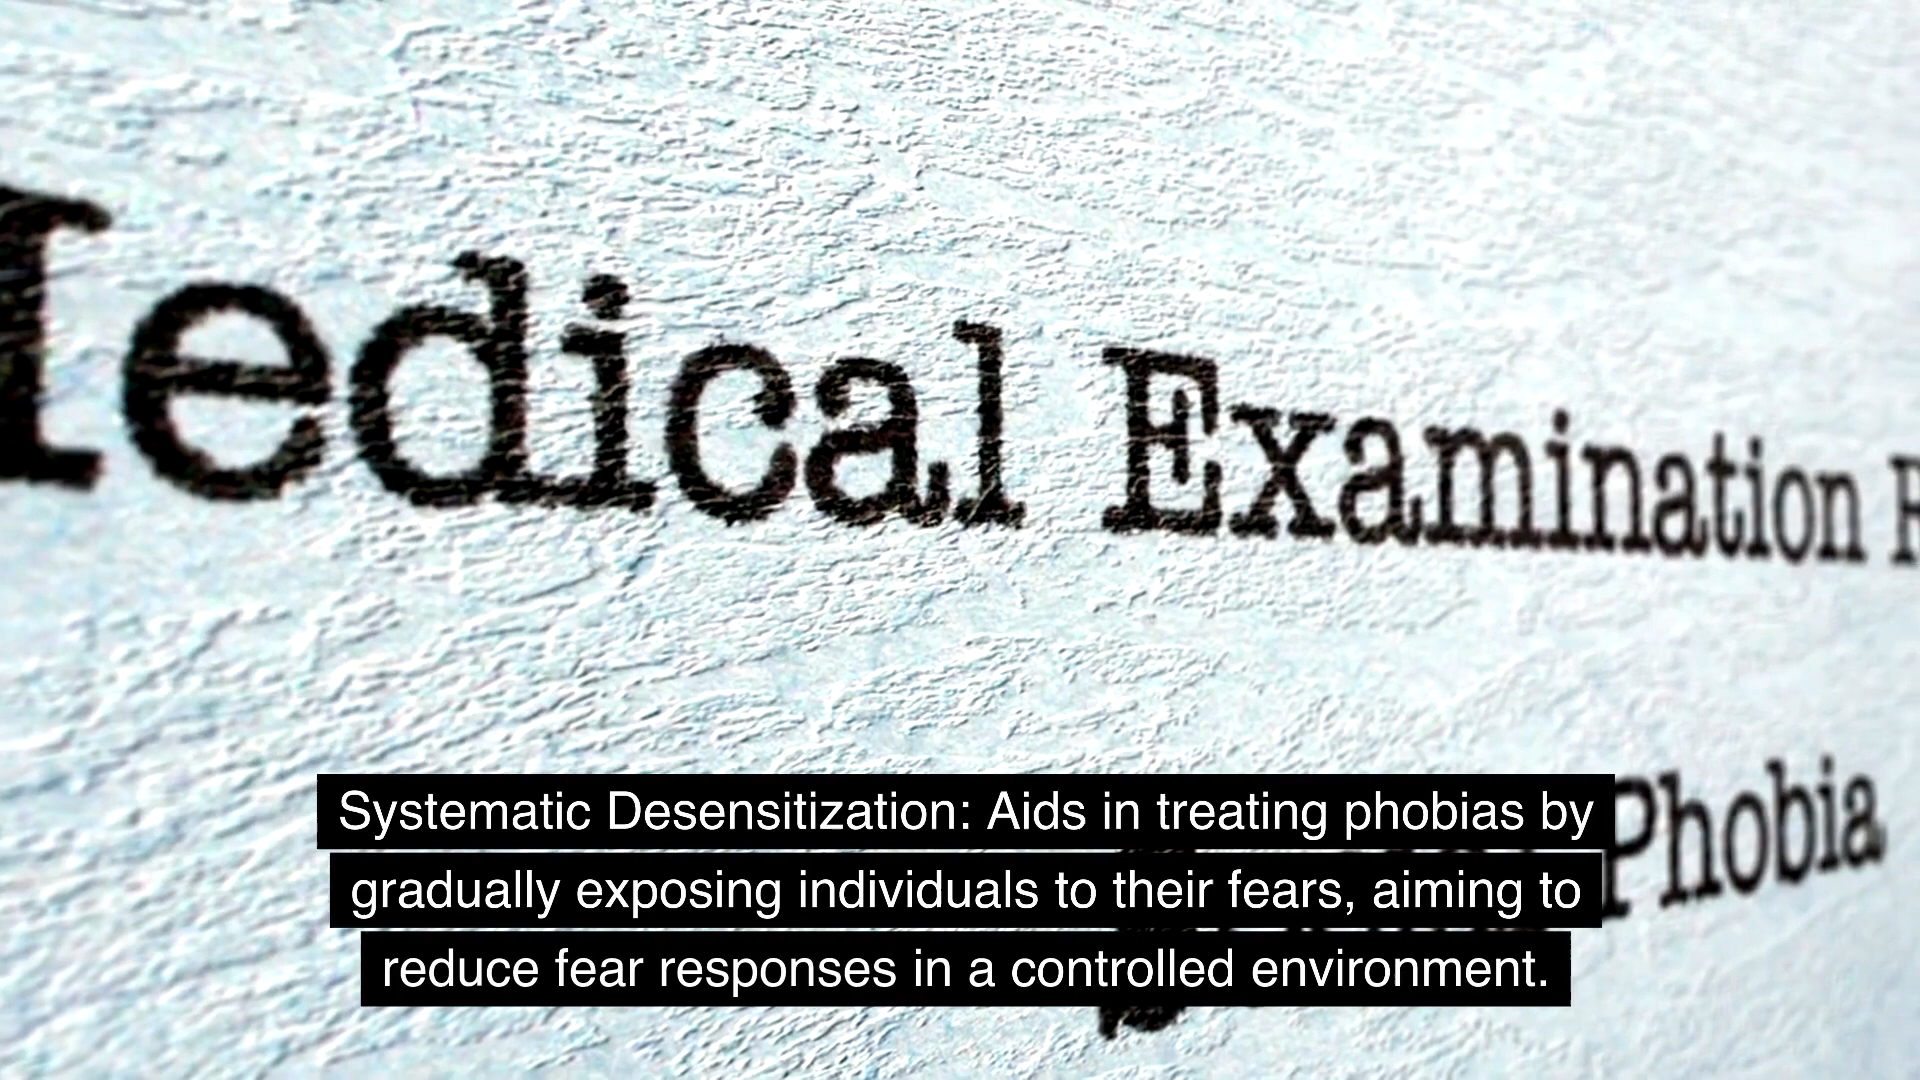 Medical Examination R
Phobia
Systematic Desensitization: Aids in treating phobias by
gradually exposing individuals to their fears, aiming to
reduce fear responses in a controlled environment.